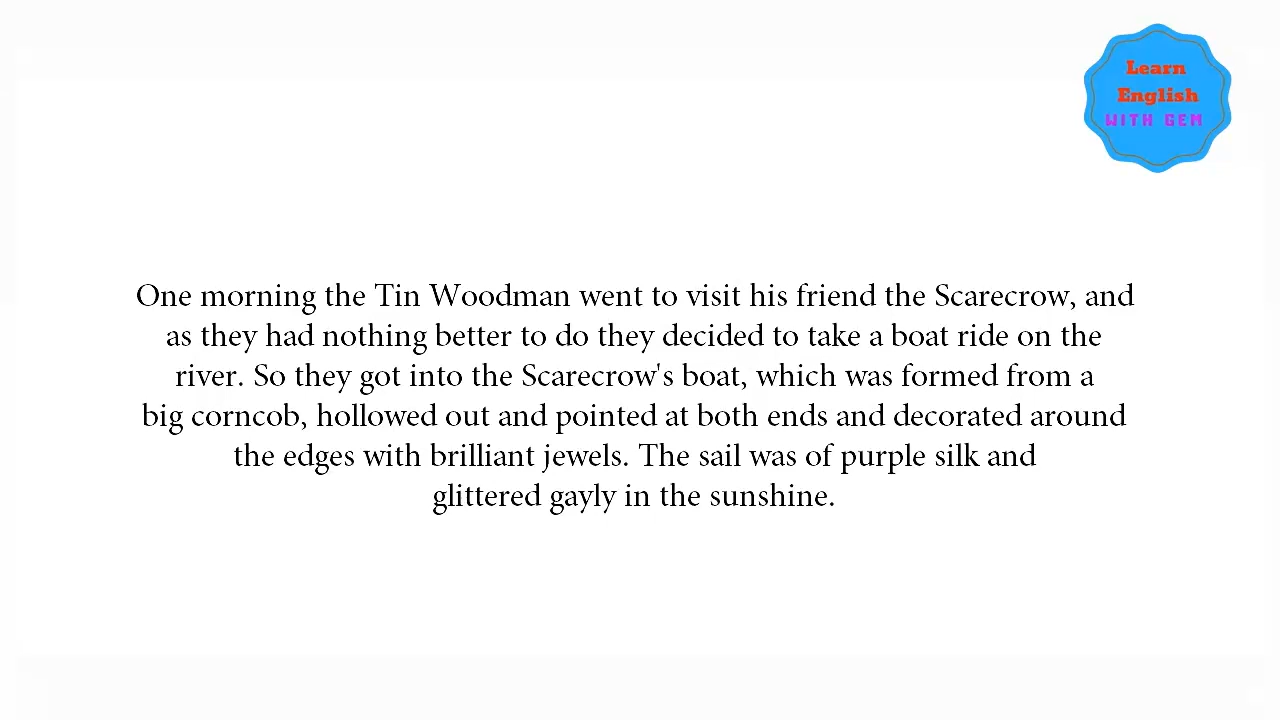 Learn
English
WITH GEM
One morning the Tin Woodman went to visit his friend the Scarecrow, and
as they had nothing better to do they decided to take a boat ride on the
river. So they got into the Scarecrow's boat, which was formed from a
big corncob, hollowed out and pointed at both ends and decorated around
the edges with brilliant jewels. The sail was of purple silk and
glittered gayly in the sunshine.